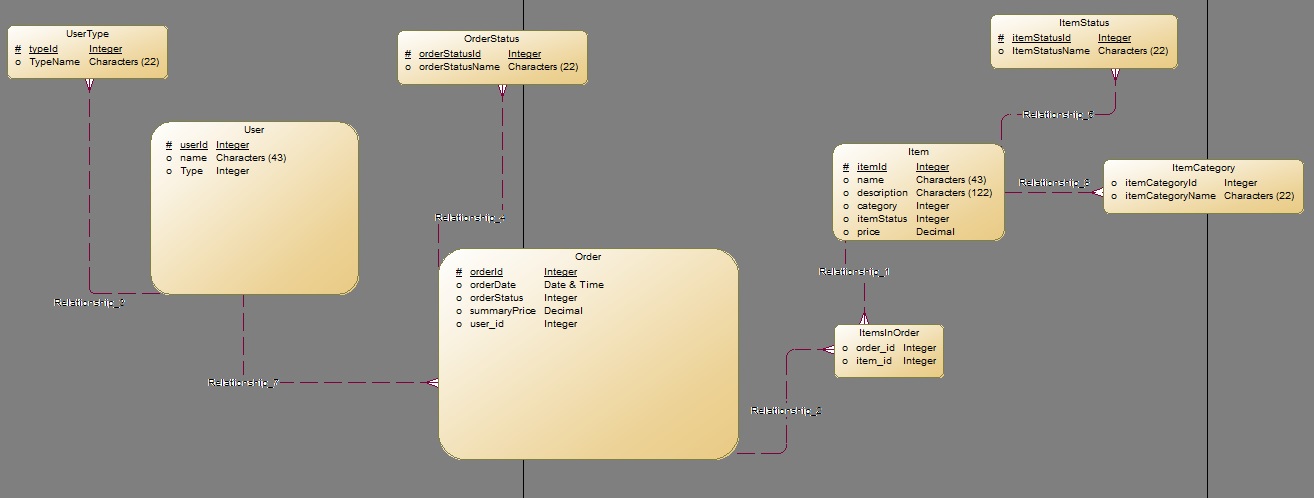 UserType
# typeId Integer
o TypeName Characters (22)
OrderStatus
# orderStatusId Integer
o orderStatusName Characters (22)
ItemStatus
# itemStatusId Integer
o ItemStatusName Characters (22)
User
# userId Integer
o name Characters (43)
o Type Integer
Relationship_6
Item
# itemId Integer
o name Characters (43)
o description Characters (122)
o category Integer
o itemStatus Integer
o price Decimal
ItemCategory
o itemCategoryId Integer
o itemCategoryName Characters (22)
Relationship_4
Order
# orderId Integer
o orderDate Date & Time
o orderStatus Integer
o summaryPrice Decimal
o user_id Integer
Relationship_1
ItemsInOrder
o order_id Integer
o item_id Integer
Relationship_7
Relationship_2